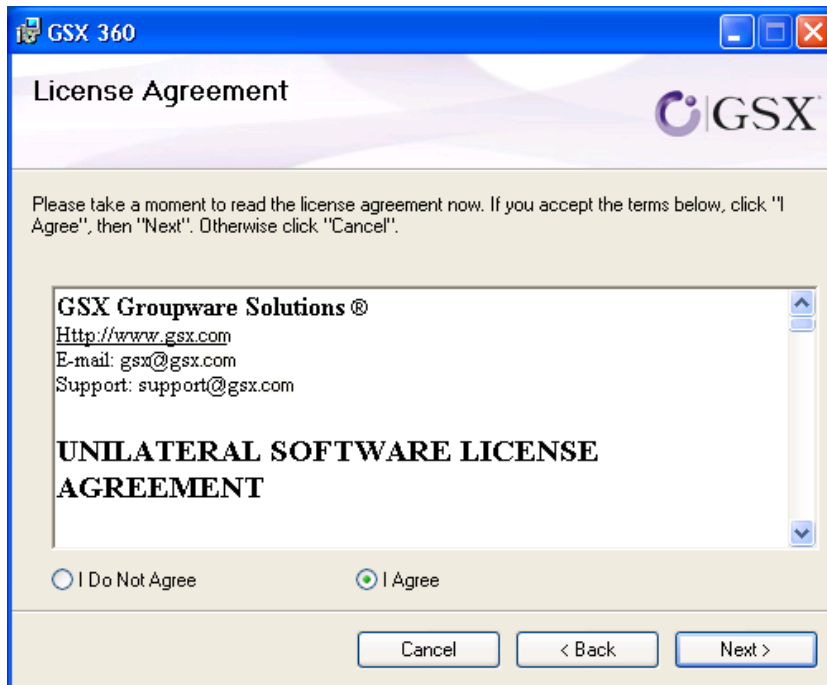 GSX 360
License Agreement
GSX
Please take a moment to read the license agreement now. If you accept the terms below, click "I
Agree", then "Next". Otherwise click "Cancel".
GSX Groupware Solutions ®
Http://www.gsx.com
E-mail: gsx@gsx.com
Support: support@gsx.com
UNILATERAL SOFTWARE LICENSE
AGREEMENT
I Do Not Agree
I Agree
Cancel
< Back
Next >